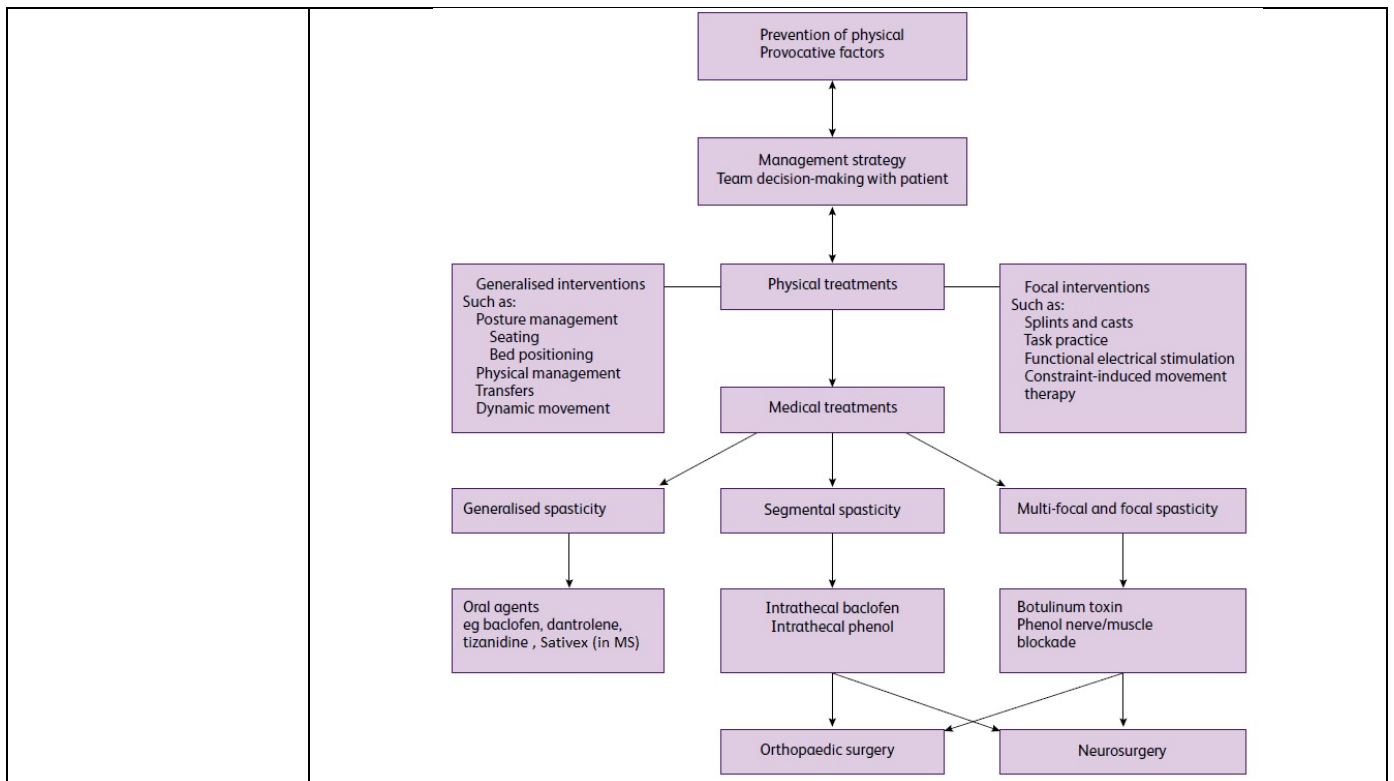 Prevention of physical
Provocative factors
Management strategy
Team decision-making with patient
Generalised interventions
Such as:
Posture management
Seating
Bed positioning
Physical management
Transfers
Dynamic movement
Physical treatments
Focal interventions
Such as:
Splints and casts
Task practice
Functional electrical stimulation
Constraint-induced movement
therapy
Medical treatments
Generalised spasticity
Segmental spasticity
Multi-focal and focal spasticity
Oral agents
eg baclofen, dantrolene,
tizanidine , Sativex (in MS)
Intrathecal baclofen
Intrathecal phenol
Botulinum toxin
Phenol nerve/muscle
blockade
Orthopaedic surgery
Neurosurgery